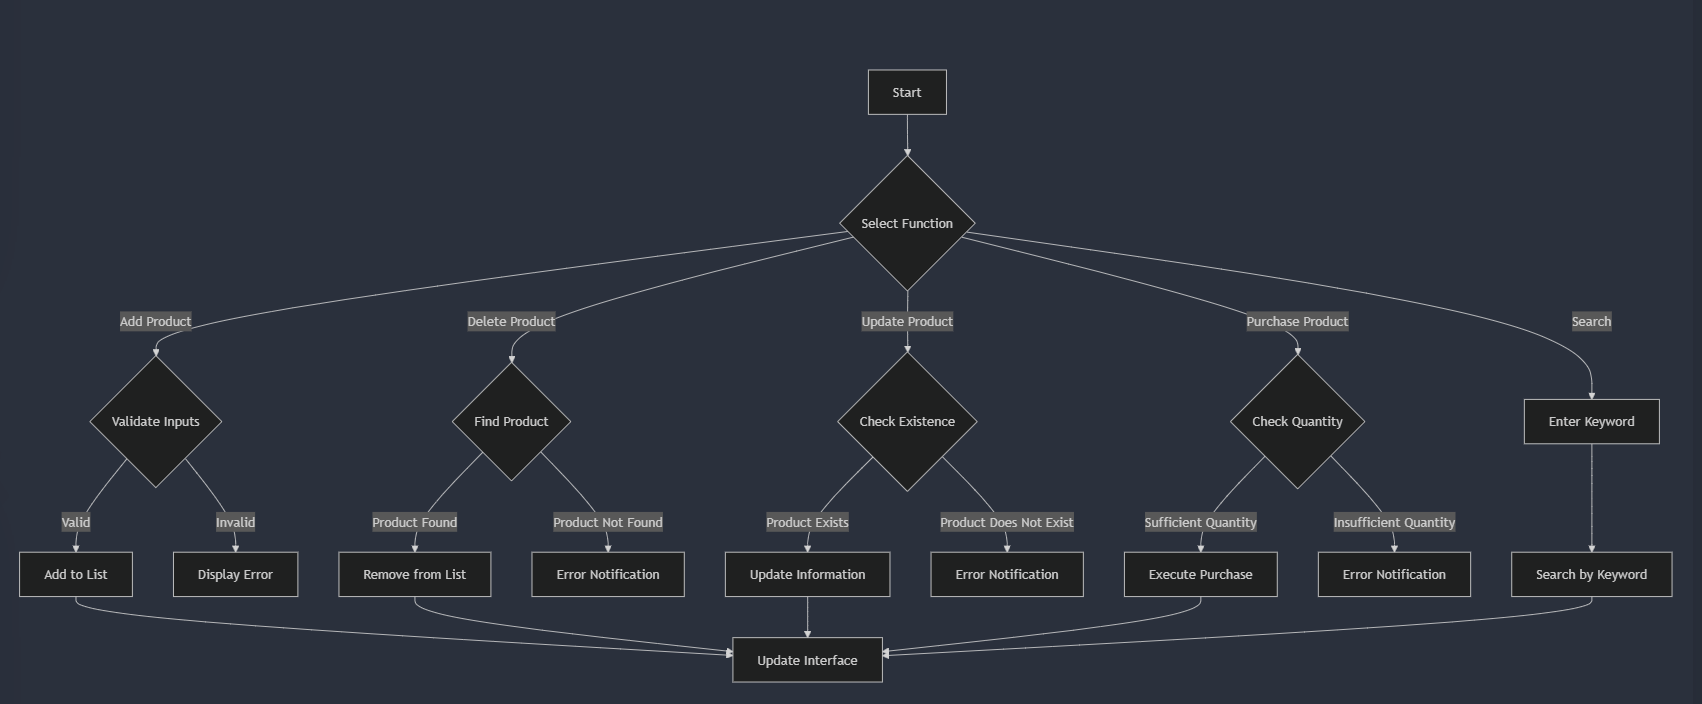 Start
Select Function
Add Product
Delete Product
Update Product
Purchase Product
Search
Validate Inputs
Find Product
Check Existence
Check Quantity
Enter Keyword
Valid
Invalid
Product Found
Product Not Found
Product Exists
Product Does Not Exist
Sufficient Quantity
Insufficient Quantity
Add to List
Display Error
Remove from List
Error Notification
Update Information
Error Notification
Execute Purchase
Error Notification
Search by Keyword
Update Interface